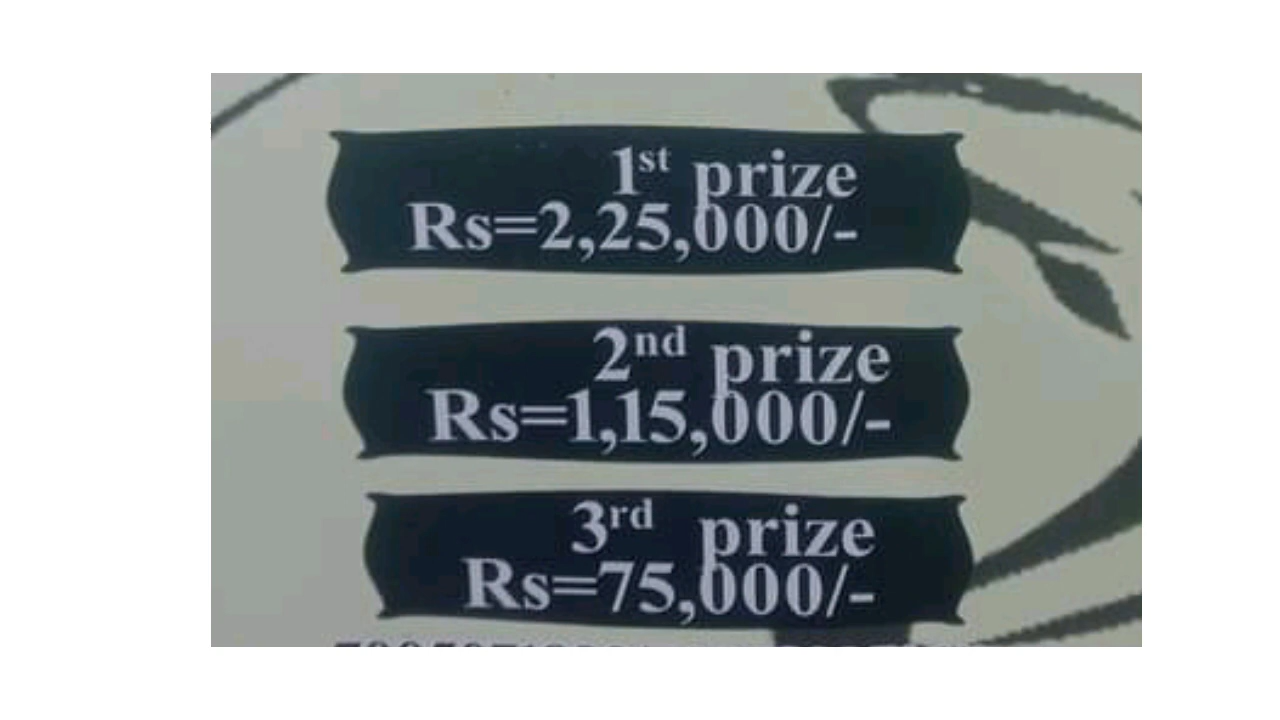 1st prize
Rs=2,25,000/-
2nd prize
Rs=1,15,000/-
3rd prize
Rs=75,000/-